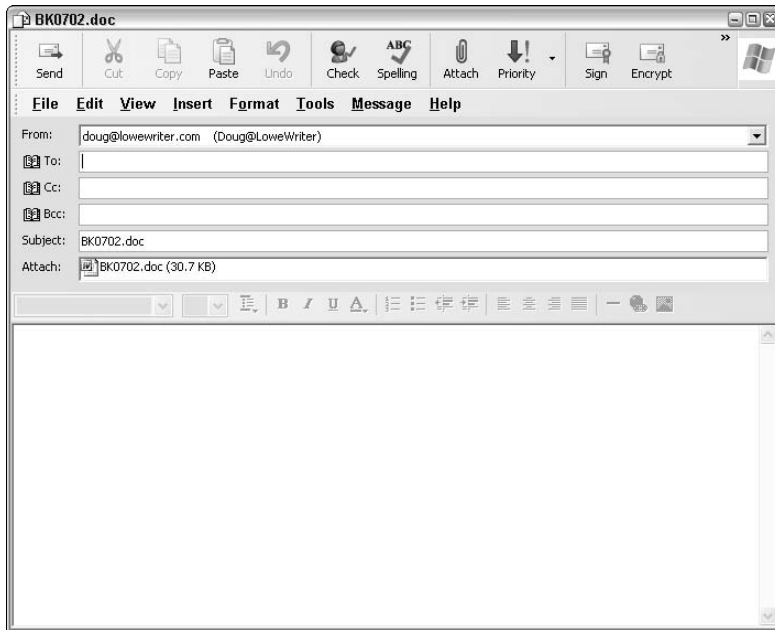 BK0702.doc
Send Cut Copy Paste Undo Check ABC Spelling Attach Priority Sign Encrypt »
File Edit View Insert Format Tools Message Help
From: doug@lowewriter.com (Doug@LoweWriter)
To:
Cc:
Bcc:
Subject: BK0702.doc
Attach: BK0702.doc (30.7 KB)
B I U A